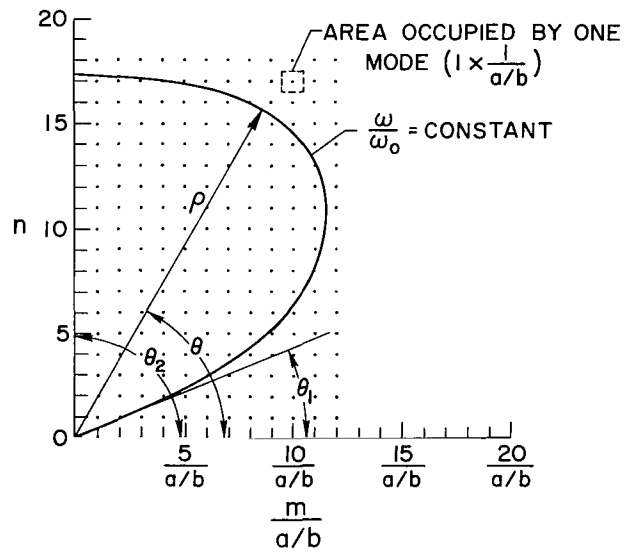 20
AREA OCCUPIED BY ONE
MODE (1 × 1/a/b)
ω/ω₀ = CONSTANT
15
ρ
n 10
5
θ₂
θ
θ₁
0
5/a/b
10/a/b
15/a/b
20/a/b
m/a/b